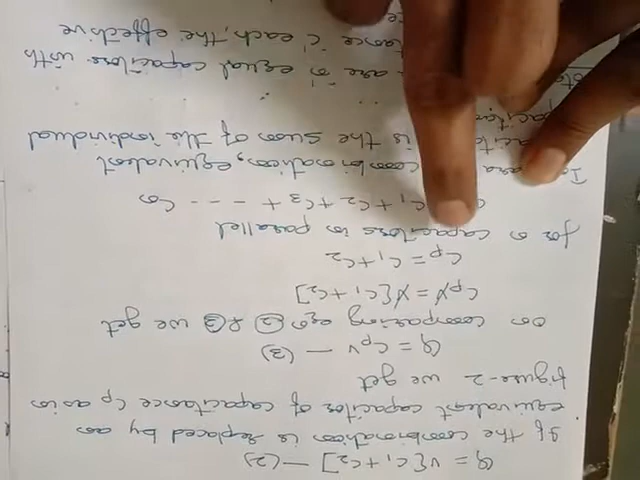 Q = V[C1 + C2] — (2)
If the combination is replaced by an
equivalent capacitor of capacitance Cp as in
figure-2 we get
Q = CpV — (3)
on comparing eqn (2) & (3) we get
CpV = V[C1 + C2]
Cp = C1 + C2
for n capacitors in parallel
C1 + C2 + C3 + - - - Cn
combination, equivalent
is the sum of the individual
are 'n' equal capacitors with
'C' each, the effective